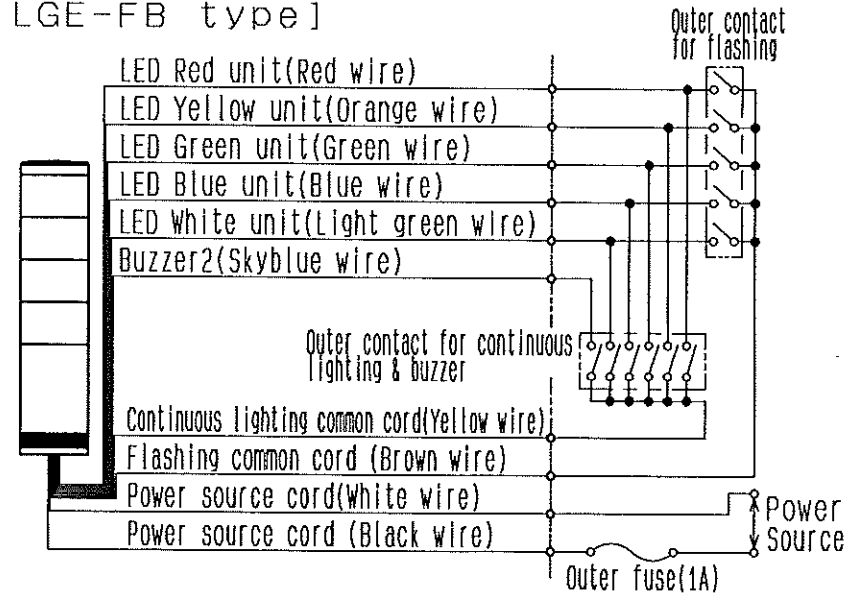 LGE-FB type]
Outer contact
for flashing
LED Red unit(Red wire)
LED Yellow unit(Orange wire)
LED Green unit(Green wire)
LED Blue unit(Blue wire)
LED White unit(Light green wire)
Buzzer2(Skyblue wire)
Outer contact for continuous
lighting & buzzer
Continuous lighting common cord(Yellow wire)
Flashing common cord (Brown wire)
Power source cord(White wire)
Power source cord (Black wire)
Power
Source
Outer fuse(1A)